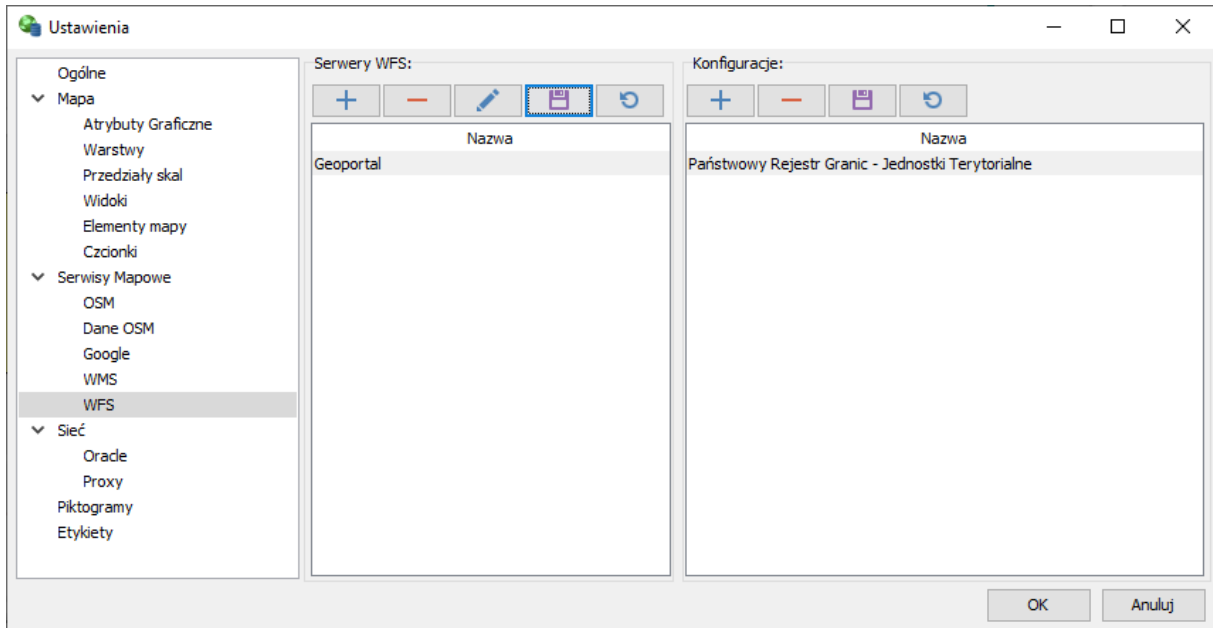 Ustawienia
Ogólne
Mapa
Atrybuty Graficzne
Warstwy
Przedziały skal
Widoki
Elementy mapy
Czcionki
Serwisy Mapowe
OSM
Dane OSM
Google
WMS
WFS
Sieć
Oracle
Proxy
Piktogramy
Etykiety
Serwery WFS:
Nazwa
Geoportal
Konfiguracje:
Nazwa
Państwowy Rejestr Granic - Jednostki Terytorialne
OK
Anuluj